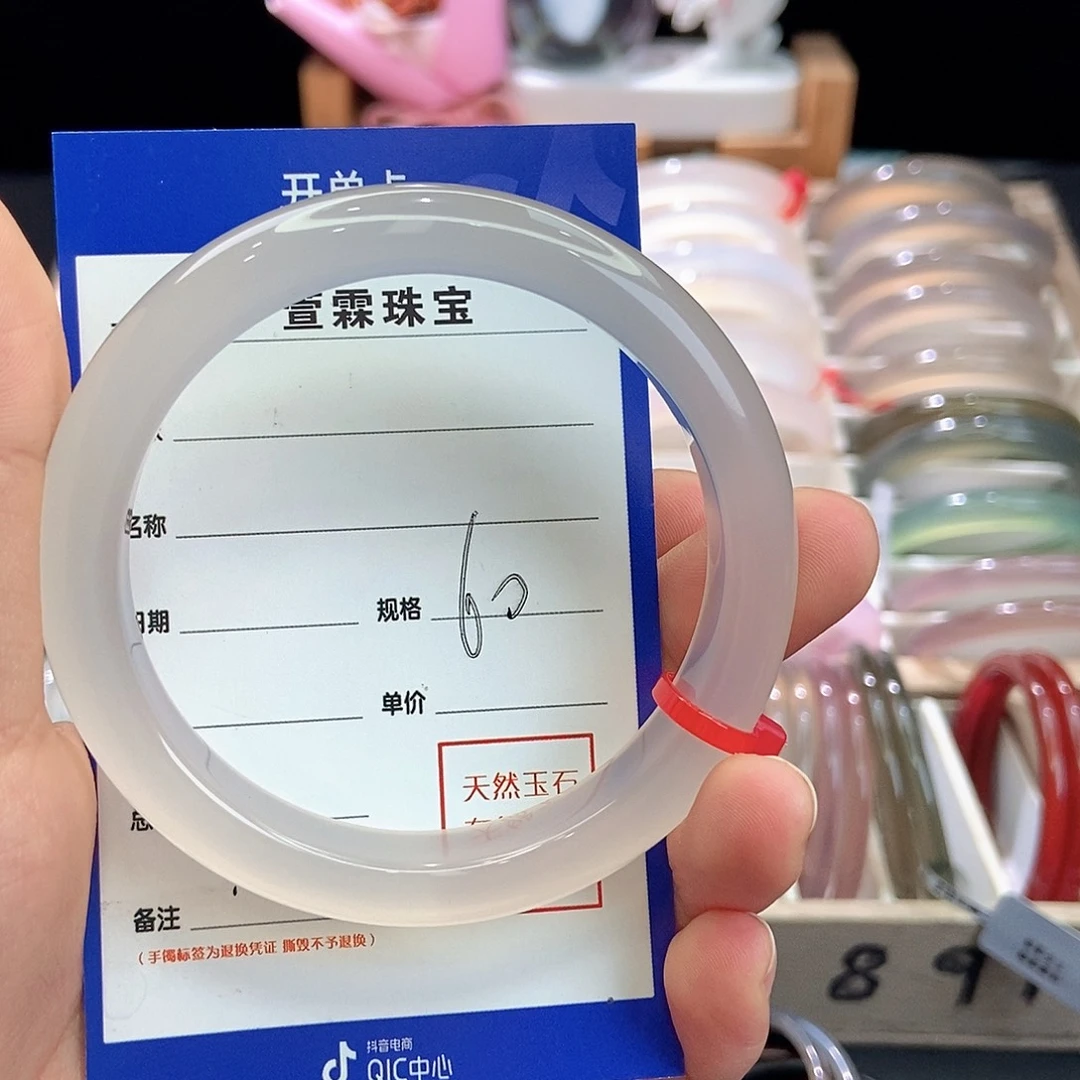 开单卡
萱霖珠宝
名称
日期
规格 60
单价
天然玉石
总
备注
(手镯标签为退换凭证 撕毁不予退换)
抖音电商
QIC中心
899